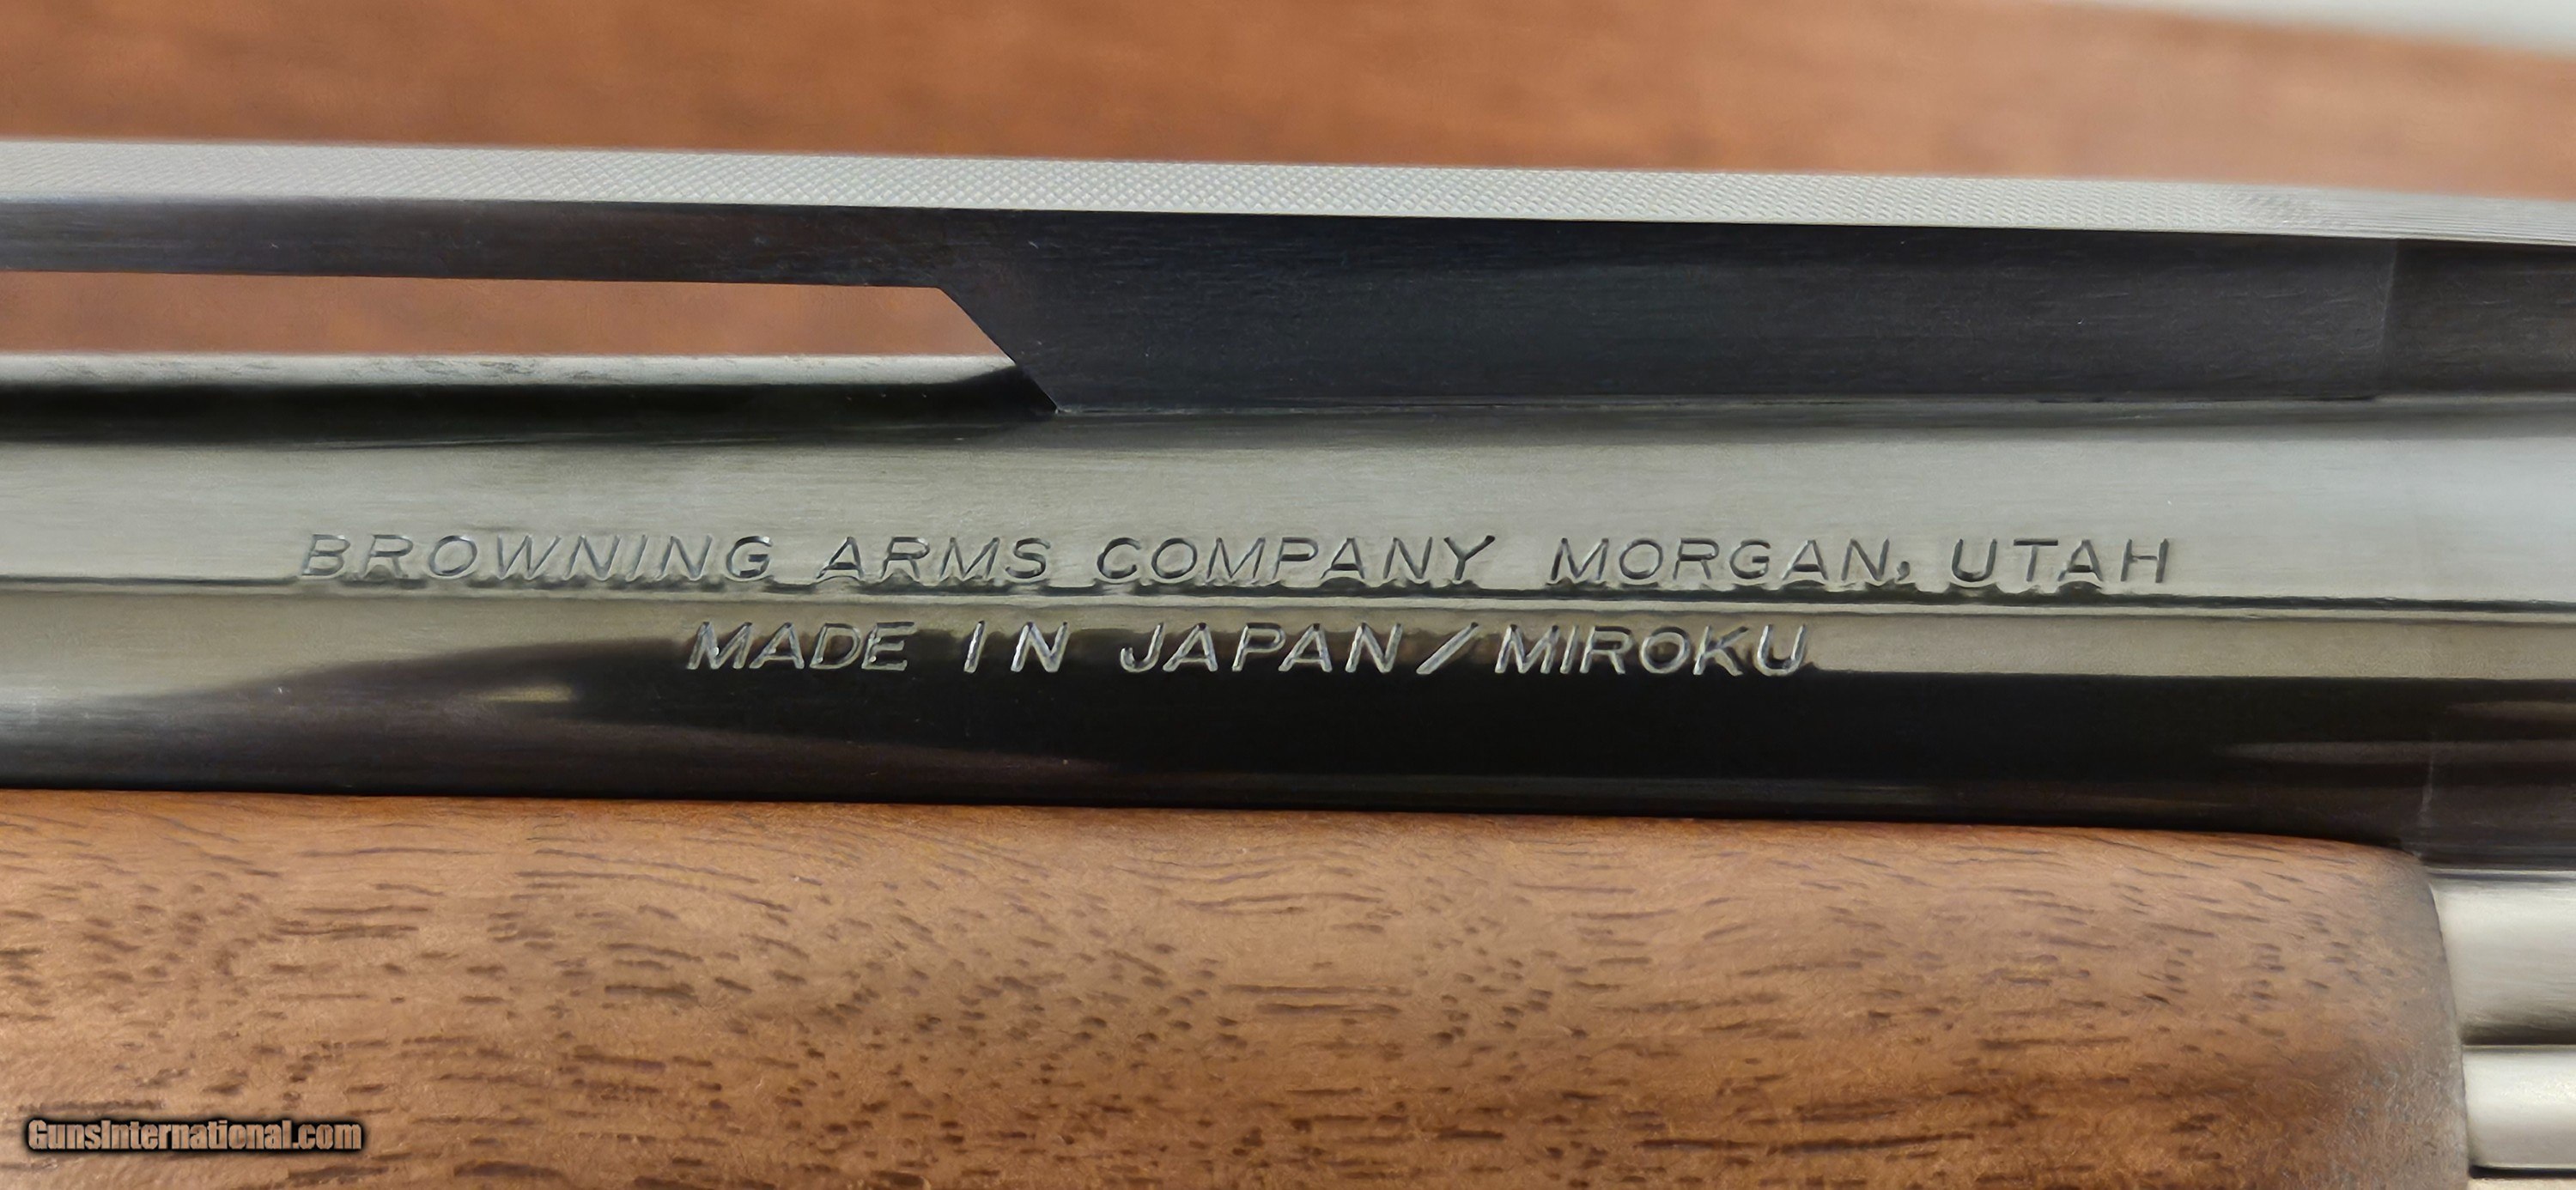 BROWNING ARMS COMPANY MORGAN, UTAH
MADE IN JAPAN/MIROKU
GunsInternational.com